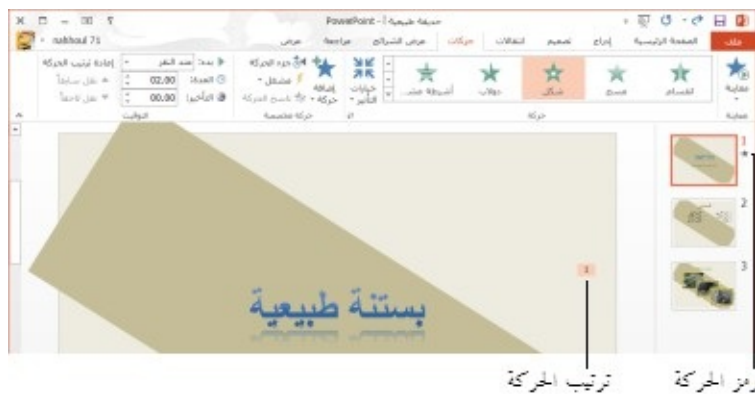 حديقة طبيعية - PowerPoint
ملف الصفحة الرئيسية إدراج تصميم انتقالات حركات عرض الشرائح مراجعة عرض
nakhoul 71
معاينة
انقسام
مسح
شكل
دولاب
خيارات التأثير
إضافة حركة
جزء الحركة
مشغل
ناسخ الحركة
بدء: عند النقر
المدة: 02.00
التأخير: 00.00
إعادة ترتيب الحركة
نقل سابقاً
نقل لاحقاً
معاينة
حركة
حركة متقدمة
التوقيت
1
2
3
1
بستنة طبيعية
رمز الحركة
ترتيب الحركة